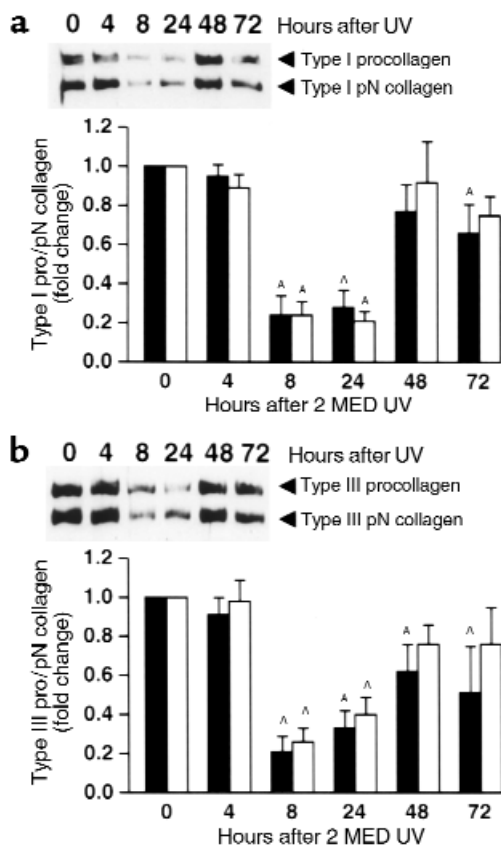 a
0 4 8 24 48 72 Hours after UV
◀ Type I procollagen
◀ Type I pN collagen
Type I pro/pN collagen
(fold change)
1.2
1.0
0.8
0.6
0.4
0.2
0.0
A A A A A
0 4 8 24 48 72
Hours after 2 MED UV
b
0 4 8 24 48 72 Hours after UV
◀ Type III procollagen
◀ Type III pN collagen
Type III pro/pN collagen
(fold change)
1.2
1.0
0.8
0.6
0.4
0.2
0.0
A A A A A A
0 4 8 24 48 72
Hours after 2 MED UV